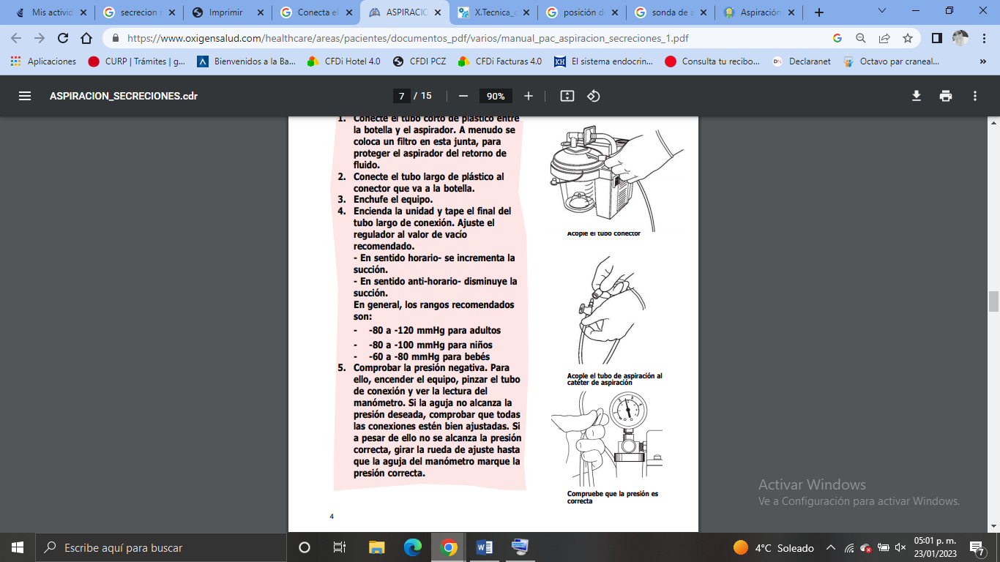 Mis activid
secrecion r
Imprimir
Conecta el
ASPIRACIC
X.Tecnica_c
posición de
sonda de a
Aspiración
https://www.oxigensalud.com/healthcare/areas/pacientes/documentos_pdf/varios/manual_pac_aspiracion_secreciones_1.pdf
Aplicaciones
CURP | Trámites | g...
Bienvenidos a la Ba...
CFDi Hotel 4.0
CFDI PCZ
CFDi Facturas 4.0
KH
El sistema endocrin...
Consulta tu recibo...
DN
Declaranet
Octavo par craneal...
»
ASPIRACION_SECRECIONES.cdr
7 / 15
90%
1. Conecte el tubo corto de plástico entre
la botella y el aspirador. A menudo se
coloca un filtro en esta junta, para
proteger el aspirador del retorno de
fluido.
2. Conecte el tubo largo de plástico al
conector que va a la botella.
3. Enchufe el equipo.
4. Encienda la unidad y tape el final del
tubo largo de conexión. Ajuste el
regulador al valor de vacío
recomendado.
- En sentido horario- se incrementa la
succión.
- En sentido anti-horario- disminuye la
succión.
En general, los rangos recomendados
son:
- -80 a -120 mmHg para adultos
- -80 a -100 mmHg para niños
- -60 a -80 mmHg para bebés
5. Comprobar la presión negativa. Para
ello, encender el equipo, pinzar el tubo
de conexión y ver la lectura del
manómetro. Si la aguja no alcanza la
presión deseada, comprobar que todas
las conexiones estén bien ajustadas. Si
a pesar de ello no se alcanza la presión
correcta, girar la rueda de ajuste hasta
que la aguja del manómetro marque la
presión correcta.
4
Acople el tubo conector
Acople el tubo de aspiración al
catéter de aspiración
Compruebe que la presión es
correcta
Activar Windows
Ve a Configuración para activar Windows.
Escribe aquí para buscar
4°C Soleado
05:01 p. m.
23/01/2023
7